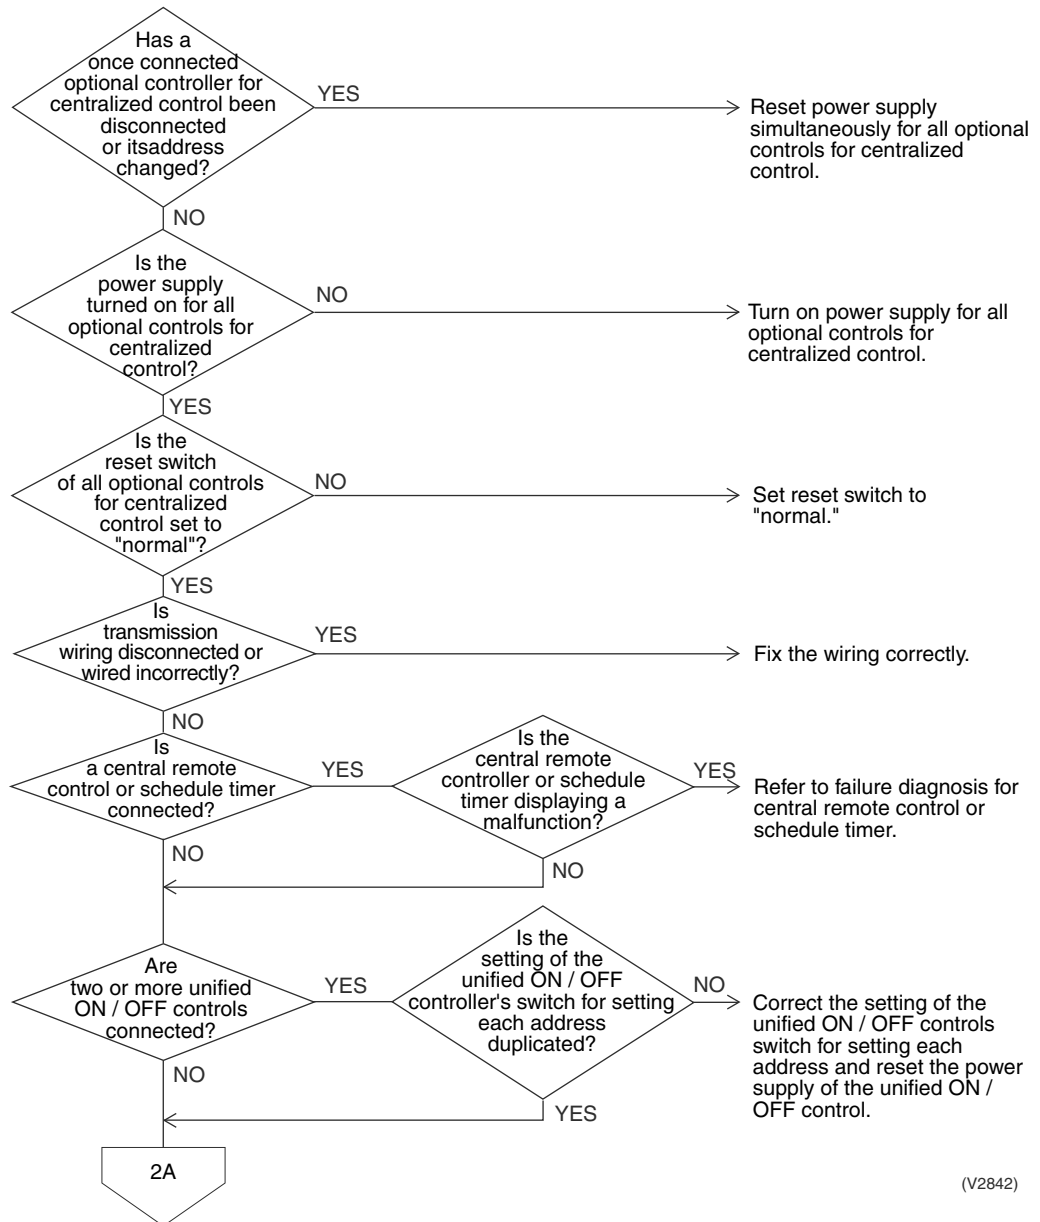 Has a
once connected
optional controller for
centralized control been
disconnected
or itsaddress
changed?
YES
Reset power supply
simultaneously for all optional
controls for centralized
control.
NO
Is the
power supply
turned on for all
optional controls for
centralized
control?
NO
Turn on power supply for all
optional controls for
centralized control.
YES
Is the
reset switch
of all optional controls
for centralized
control set to
"normal"?
NO
Set reset switch to
"normal."
YES
Is
transmission
wiring disconnected or
wired incorrectly?
YES
Fix the wiring correctly.
NO
Is
a central remote
control or schedule timer
connected?
YES
Is the
central remote
controller or schedule
timer displaying a
malfunction?
YES
Refer to failure diagnosis for
central remote control or
schedule timer.
NO
NO
Are
two or more unified
ON / OFF controls
connected?
YES
Is the
setting of the
unified ON / OFF
controller's switch for setting
each address
duplicated?
NO
Correct the setting of the
unified ON / OFF controls
switch for setting each
address and reset the power
supply of the unified ON /
OFF control.
NO
YES
2A
(V2842)